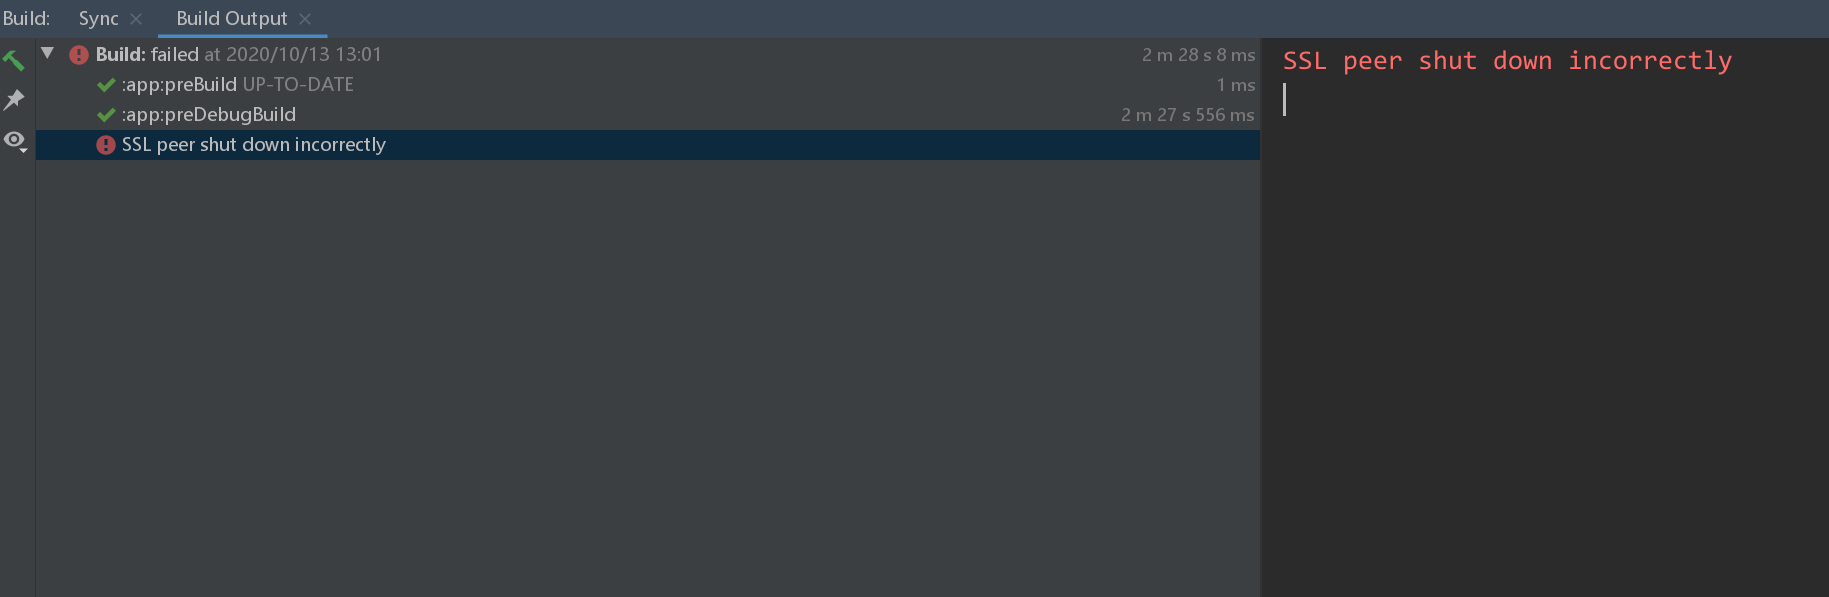 Build: Sync Build Output
Build: failed at 2020/10/13 13:01 2 m 28 s 8 ms
:app:preBuild UP-TO-DATE 1 ms
:app:preDebugBuild 2 m 27 s 556 ms
SSL peer shut down incorrectly
SSL peer shut down incorrectly